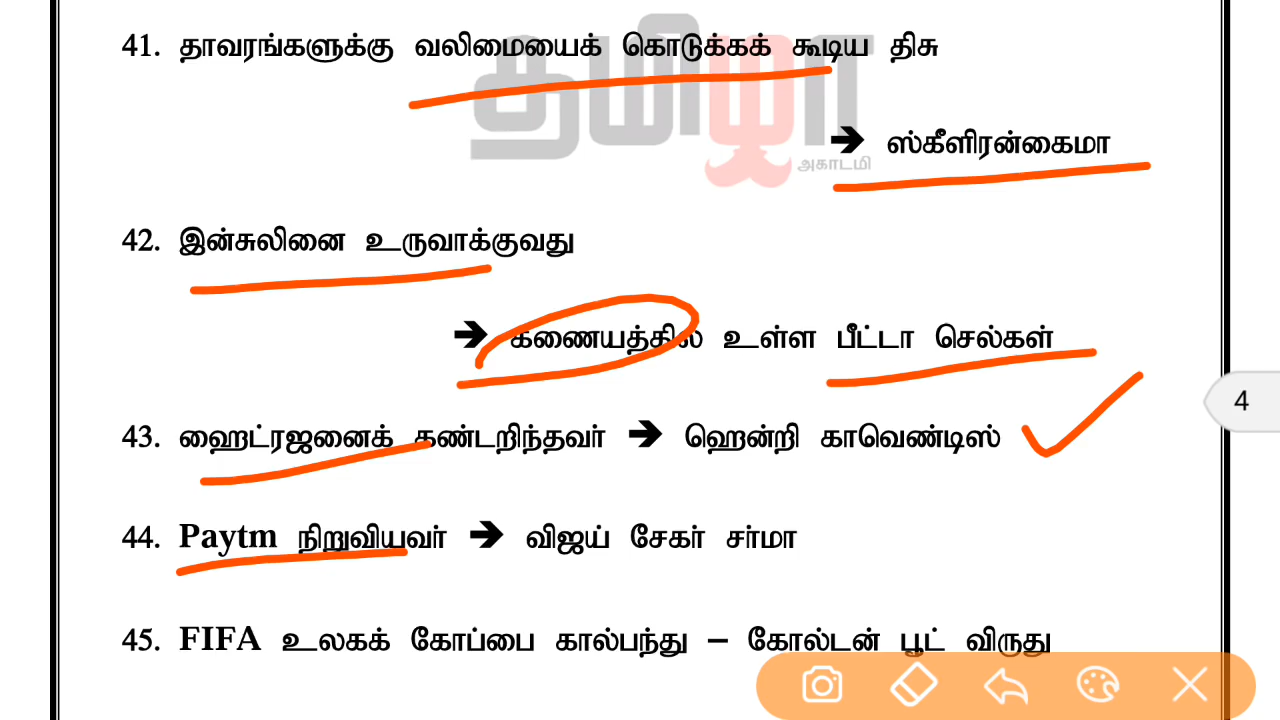 41. தாவரங்களுக்கு வலிமையைக் கொடுக்கக் கூடிய திசு
தமிழா
➔ ஸ்கீளிரன்கைமா
அகாடமி
42. இன்சுலினை உருவாக்குவது
➔ கணையத்தில் உள்ள பீட்டா செல்கள்
4
43. ஹைட்ரஜனைக் கண்டறிந்தவர் ➔ ஹென்றி காவெண்டிஸ்
44. Paytm நிறுவியவர் ➔ விஜய் சேகர் சர்மா
45. FIFA உலகக் கோப்பை கால்பந்து – கோல்டன் பூட் விருது